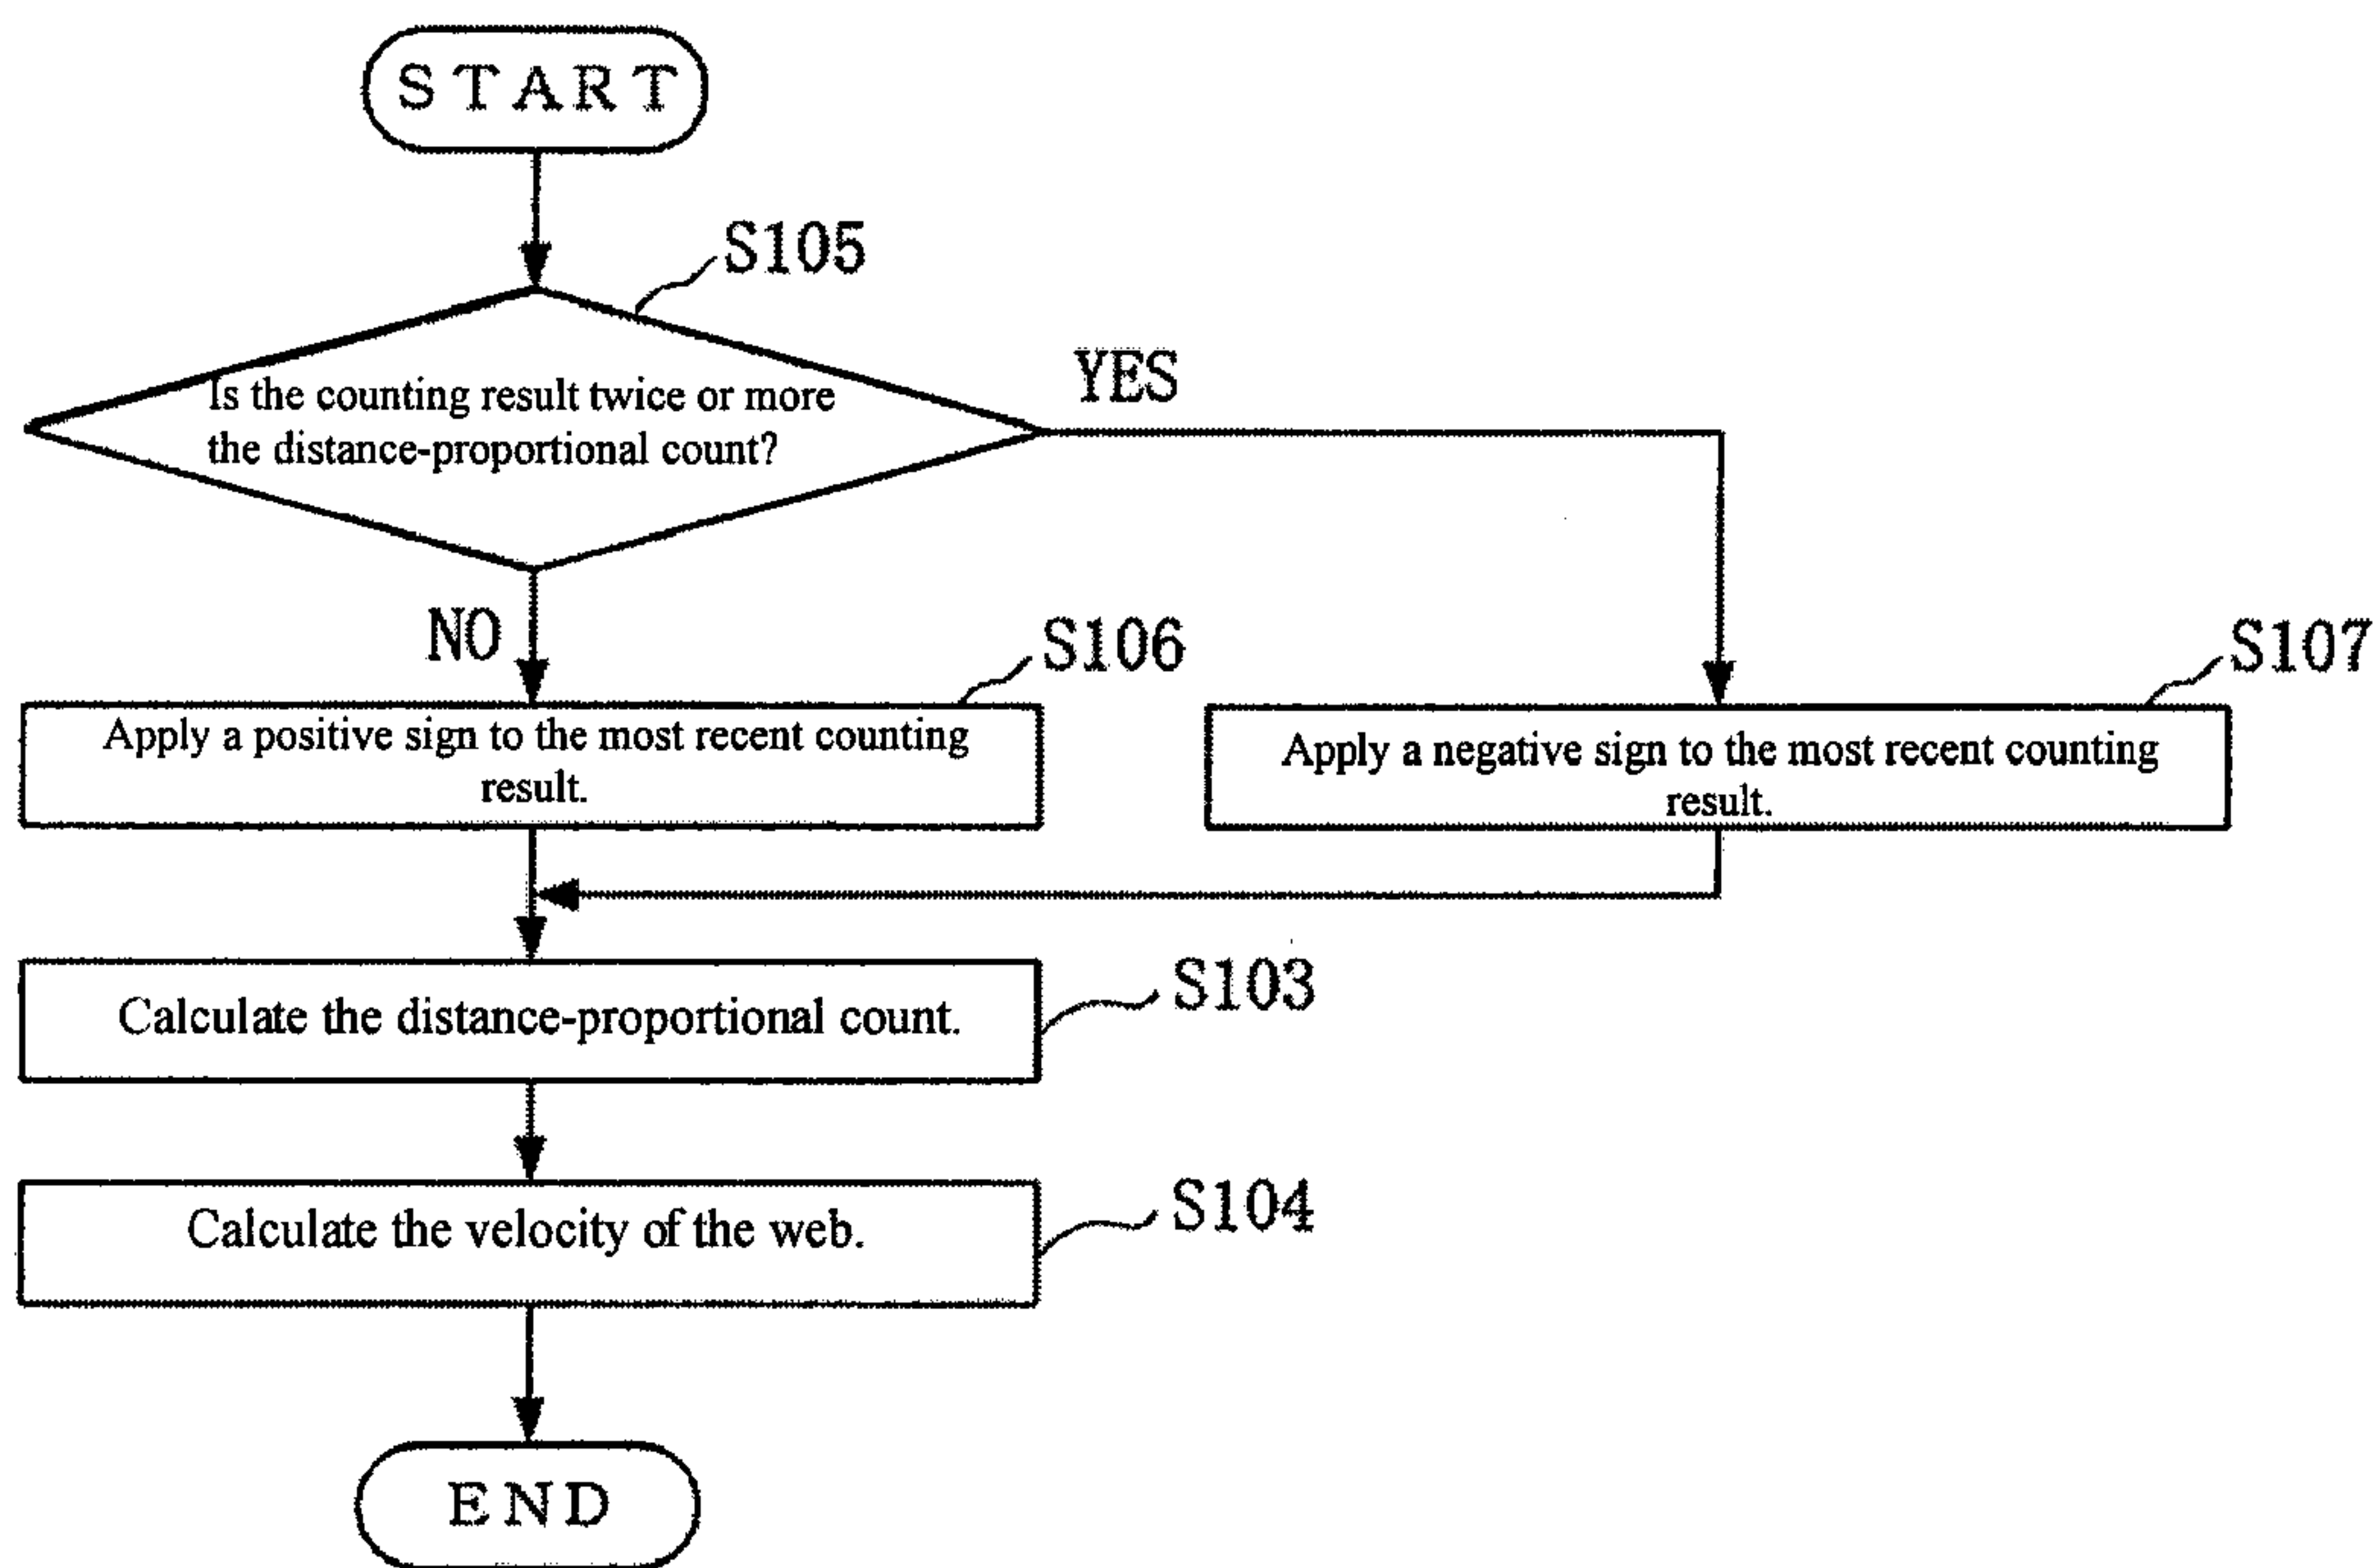 START
S105
Is the counting result twice or more
the distance-proportional count?
YES
NO
S106
S107
Apply a positive sign to the most recent counting
result.
Apply a negative sign to the most recent counting
result.
S103
Calculate the distance-proportional count.
S104
Calculate the velocity of the web.
END